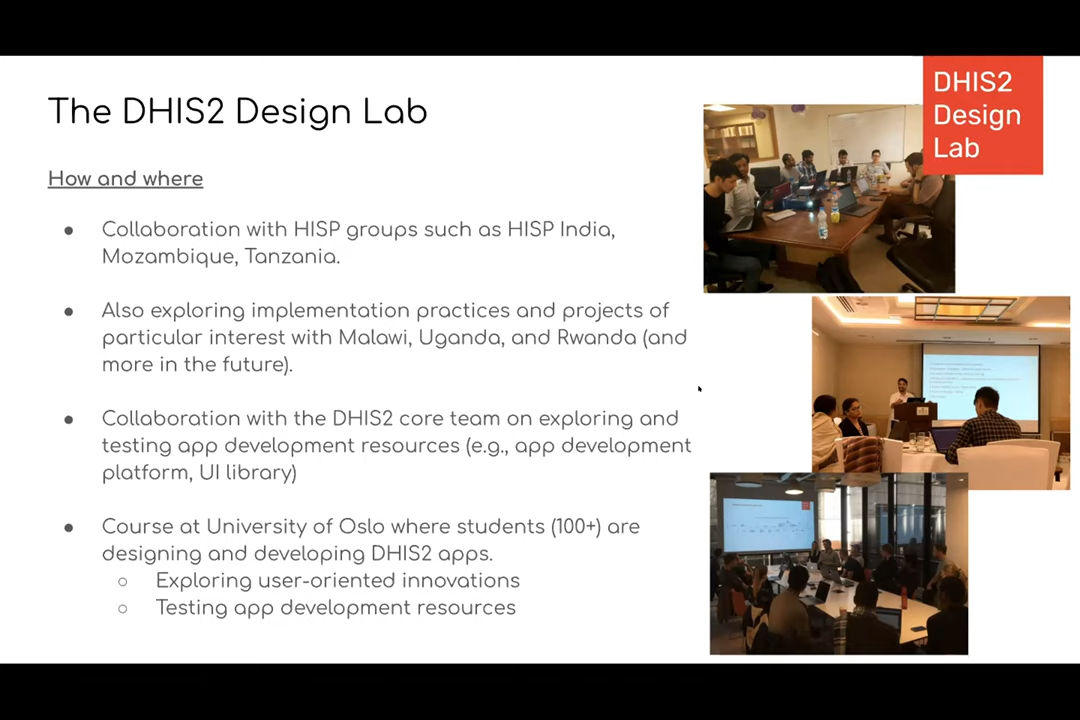 The DHIS2 Design Lab
DHIS2
Design
Lab
How and where
● Collaboration with HISP groups such as HISP India,
Mozambique, Tanzania.
● Also exploring implementation practices and projects of
particular interest with Malawi, Uganda, and Rwanda (and
more in the future).
● Collaboration with the DHIS2 core team on exploring and
testing app development resources (e.g., app development
platform, UI library)
● Course at University of Oslo where students (100+) are
designing and developing DHIS2 apps.
○ Exploring user-oriented innovations
○ Testing app development resources